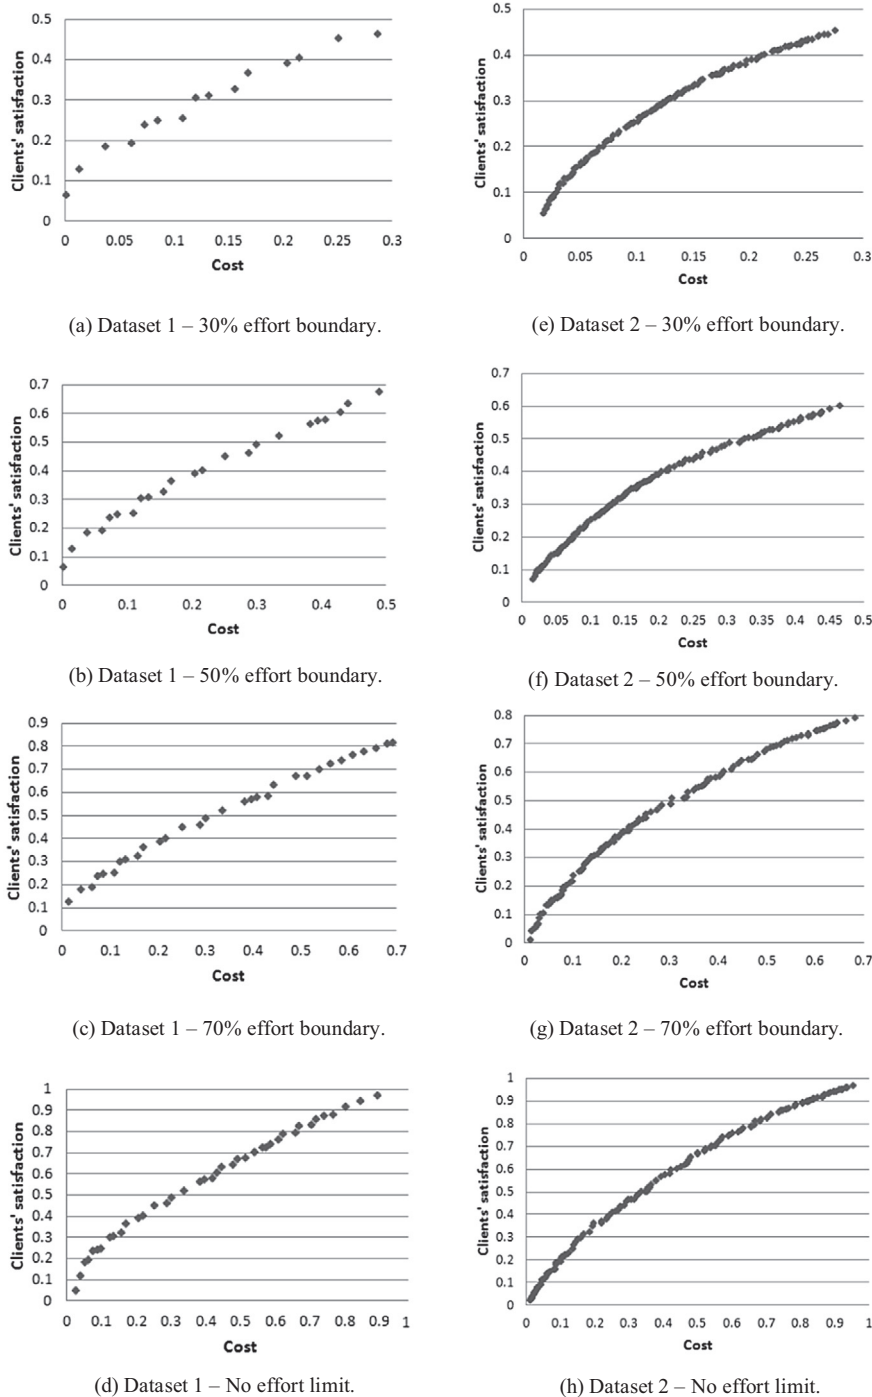 Clients' satisfaction
0.5
0.4
0.3
0.2
0.1
0
0 0.05 0.1 0.15 0.2 0.25 0.3
Cost
(a) Dataset 1 – 30% effort boundary.
Clients' satisfaction
0.5
0.4
0.3
0.2
0.1
0
0 0.05 0.1 0.15 0.2 0.25 0.3
Cost
(e) Dataset 2 – 30% effort boundary.
Clients' satisfaction
0.7
0.6
0.5
0.4
0.3
0.2
0.1
0
0 0.1 0.2 0.3 0.4 0.5
Cost
(b) Dataset 1 – 50% effort boundary.
Clients' satisfaction
0.7
0.6
0.5
0.4
0.3
0.2
0.1
0
0 0.05 0.1 0.15 0.2 0.25 0.3 0.35 0.4 0.45 0.5
Cost
(f) Dataset 2 – 50% effort boundary.
Clients' satisfaction
0.9
0.8
0.7
0.6
0.5
0.4
0.3
0.2
0.1
0
0 0.1 0.2 0.3 0.4 0.5 0.6 0.7
Cost
(c) Dataset 1 – 70% effort boundary.
Clients' satisfaction
0.8
0.7
0.6
0.5
0.4
0.3
0.2
0.1
0
0 0.1 0.2 0.3 0.4 0.5 0.6 0.7
Cost
(g) Dataset 2 – 70% effort boundary.
Clients' satisfaction
1
0.9
0.8
0.7
0.6
0.5
0.4
0.3
0.2
0.1
0
0 0.1 0.2 0.3 0.4 0.5 0.6 0.7 0.8 0.9 1
Cost
(d) Dataset 1 – No effort limit.
Clients' satisfaction
1
0.9
0.8
0.7
0.6
0.5
0.4
0.3
0.2
0.1
0
0 0.1 0.2 0.3 0.4 0.5 0.6 0.7 0.8 0.9 1
Cost
(h) Dataset 2 – No effort limit.